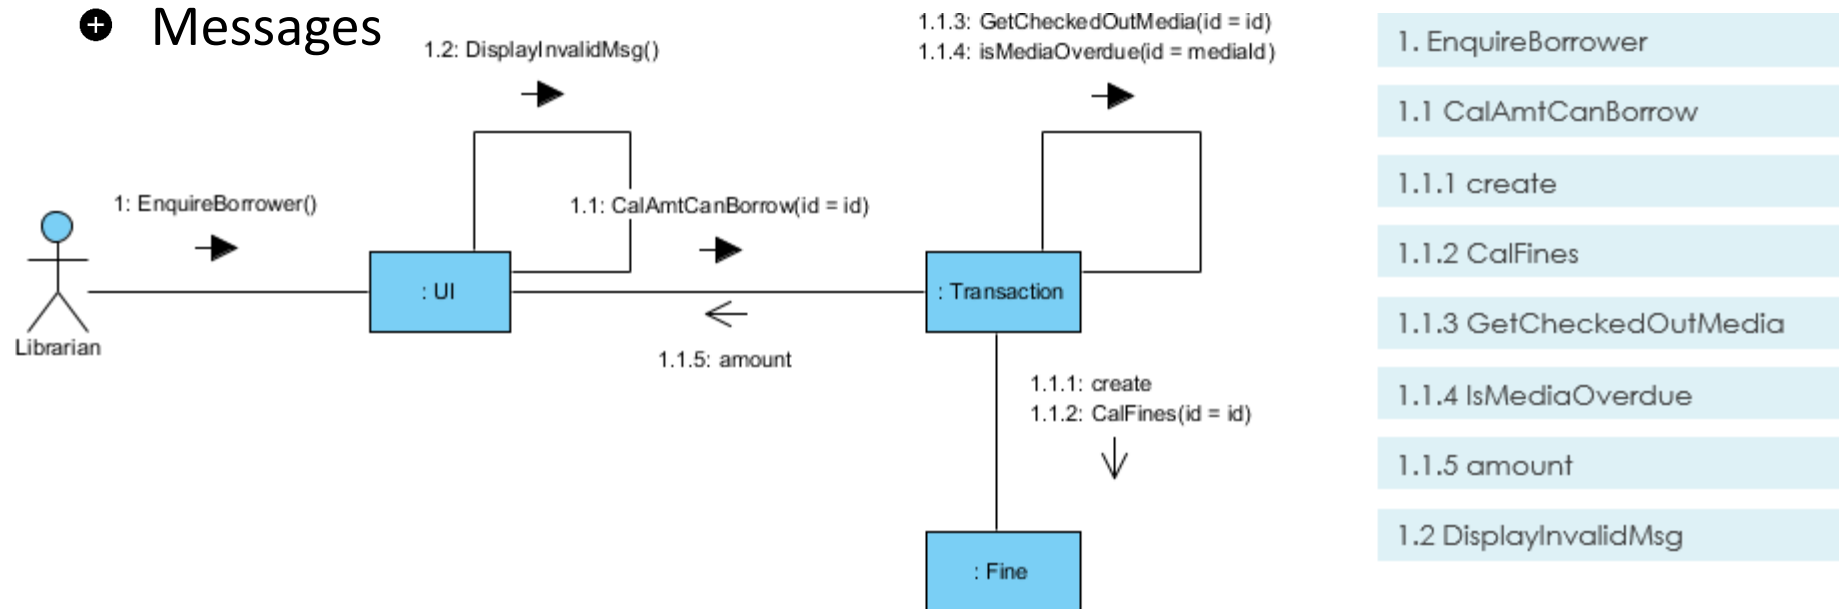 Messages
1.2: DisplayInvalidMsg()
1.1.3: GetCheckedOutMedia(id = id)
1.1.4: isMediaOverdue(id = mediaId)
1: EnquireBorrower()
1.1: CalAmtCanBorrow(id = id)
: UI
: Transaction
Librarian
1.1.5: amount
1.1.1: create
1.1.2: CalFines(id = id)
: Fine
1. EnquireBorrower
1.1 CalAmtCanBorrow
1.1.1 create
1.1.2 CalFines
1.1.3 GetCheckedOutMedia
1.1.4 IsMediaOverdue
1.1.5 amount
1.2 DisplayInvalidMsg